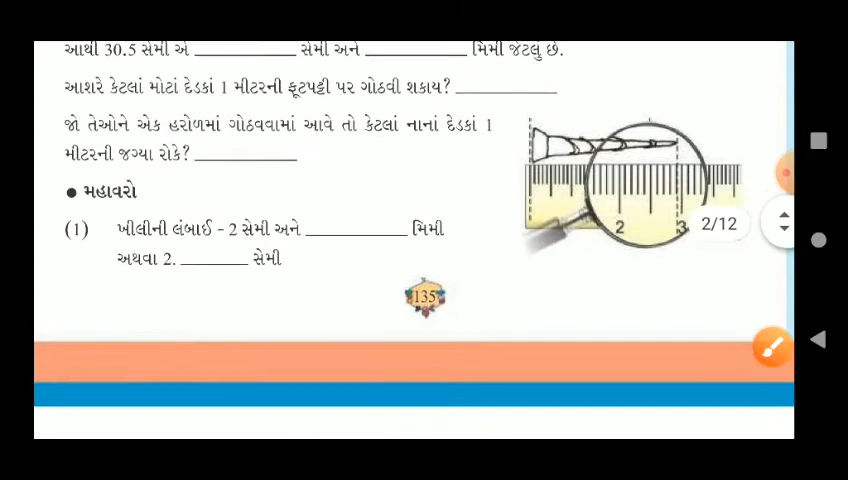 આથી 30.5 સેમી એ ____________ સેમી અને ____________ મિમી જેટલું છે.
આશરે કેટલાં મોટાં દેડકાં 1 મીટરની ફૂટપટ્ટી પર ગોઠવી શકાય? ____________
જો તેઓને એક હરોળમાં ગોઠવવામાં આવે તો કેટલાં નાનાં દેડકાં 1
મીટરની જગ્યા રોકે? ____________
● મહાવરો
(1) ખીલીની લંબાઈ - 2 સેમી અને ____________ મિમી
અથવા 2. ________ સેમી
2 3
2/12
135